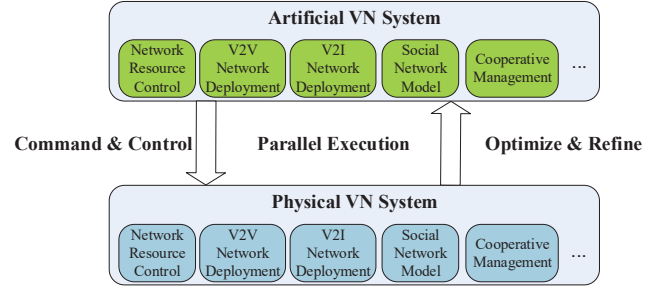 Artificial VN System
Network
Resource
Control
V2V
Network
Deployment
V2I
Network
Deployment
Social
Network
Model
Cooperative
Management
...
Command & Control
Parallel Execution
Optimize & Refine
Physical VN System
Network
Resource
Control
V2V
Network
Deployment
V2I
Network
Deployment
Social
Network
Model
Cooperative
Management
...